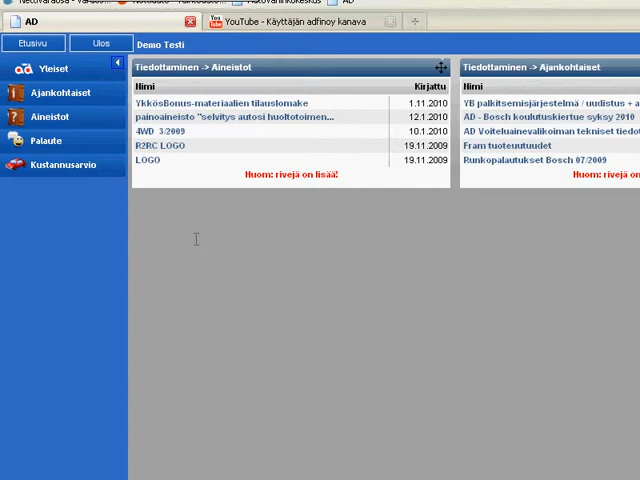 AD
YouTube - Käyttäjän adfinoy kanava
Etusivu
Ulos
Demo Testi
Yleiset
Ajankohtaiset
Aineistot
Palaute
Kustannusarvio
Tiedottaminen -> Aineistot
Nimi Kirjattu
YkkösBonus-materiaalien tilauslomake 1.11.2010
painoaineisto "selvitys autosi huoltotoimen... 12.1.2010
4WD 3/2009 10.1.2010
R2RC LOGO 19.11.2009
LOGO 19.11.2009
Huom: rivejä on lisää!
Tiedottaminen -> Ajankohtaiset
Nimi
YB palkitsemisjärjestelmä / uudistus + a
AD - Bosch koulutuskiertue syksy 2010
AD Voiteluainevalikoiman tekniset tiedot
Fram tuoteuutuudet
Runkopalautukset Bosch 07/2009
Huom: rive